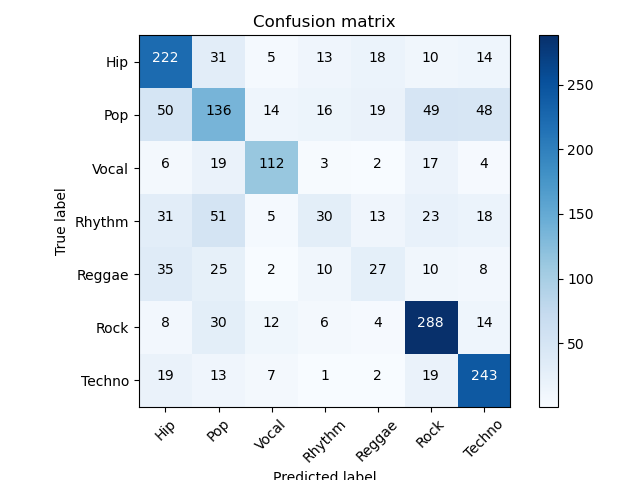 Confusion matrix
Hip 222 31 5 13 18 10 14
Pop 50 136 14 16 19 49 48
Vocal 6 19 112 3 2 17 4
Rhythm 31 51 5 30 13 23 18
Reggae 35 25 2 10 27 10 8
Rock 8 30 12 6 4 288 14
Techno 19 13 7 1 2 19 243
Hip Pop Vocal Rhythm Reggae Rock Techno
True label
Predicted label
250
200
150
100
50